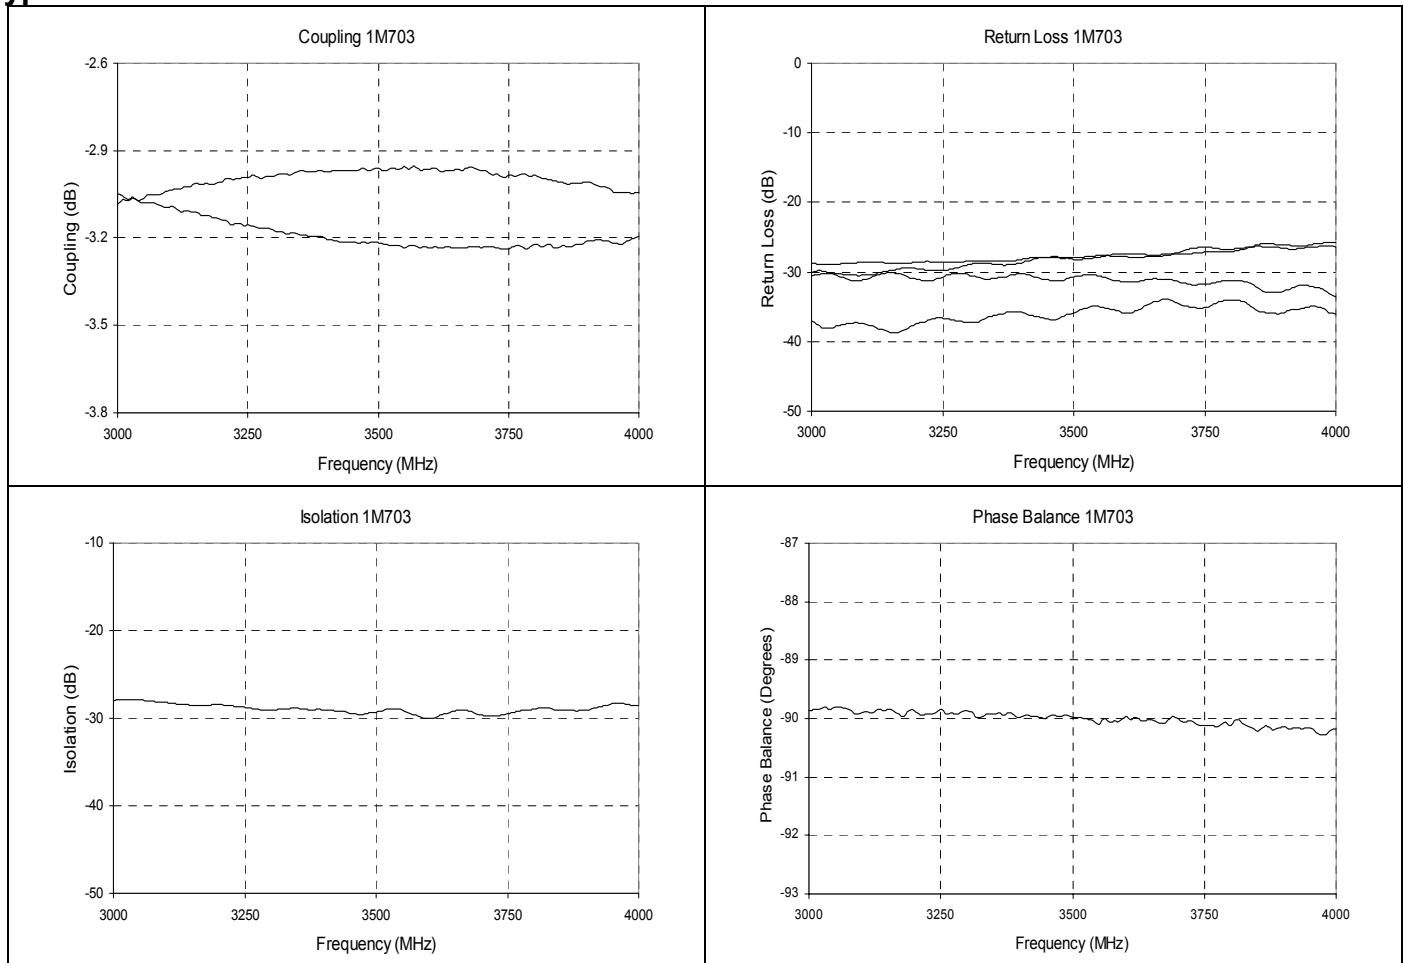 Coupling 1M703
-2.6
-2.9
-3.2
-3.5
-3.8
Coupling (dB)
3000 3250 3500 3750 4000
Frequency (MHz)
Return Loss 1M703
0
-10
-20
-30
-40
-50
Return Loss (dB)
3000 3250 3500 3750 4000
Frequency (MHz)
Isolation 1M703
-10
-20
-30
-40
-50
Isolation (dB)
3000 3250 3500 3750 4000
Frequency (MHz)
Phase Balance 1M703
-87
-88
-89
-90
-91
-92
-93
Phase Balance (Degrees)
3000 3250 3500 3750 4000
Frequency (MHz)